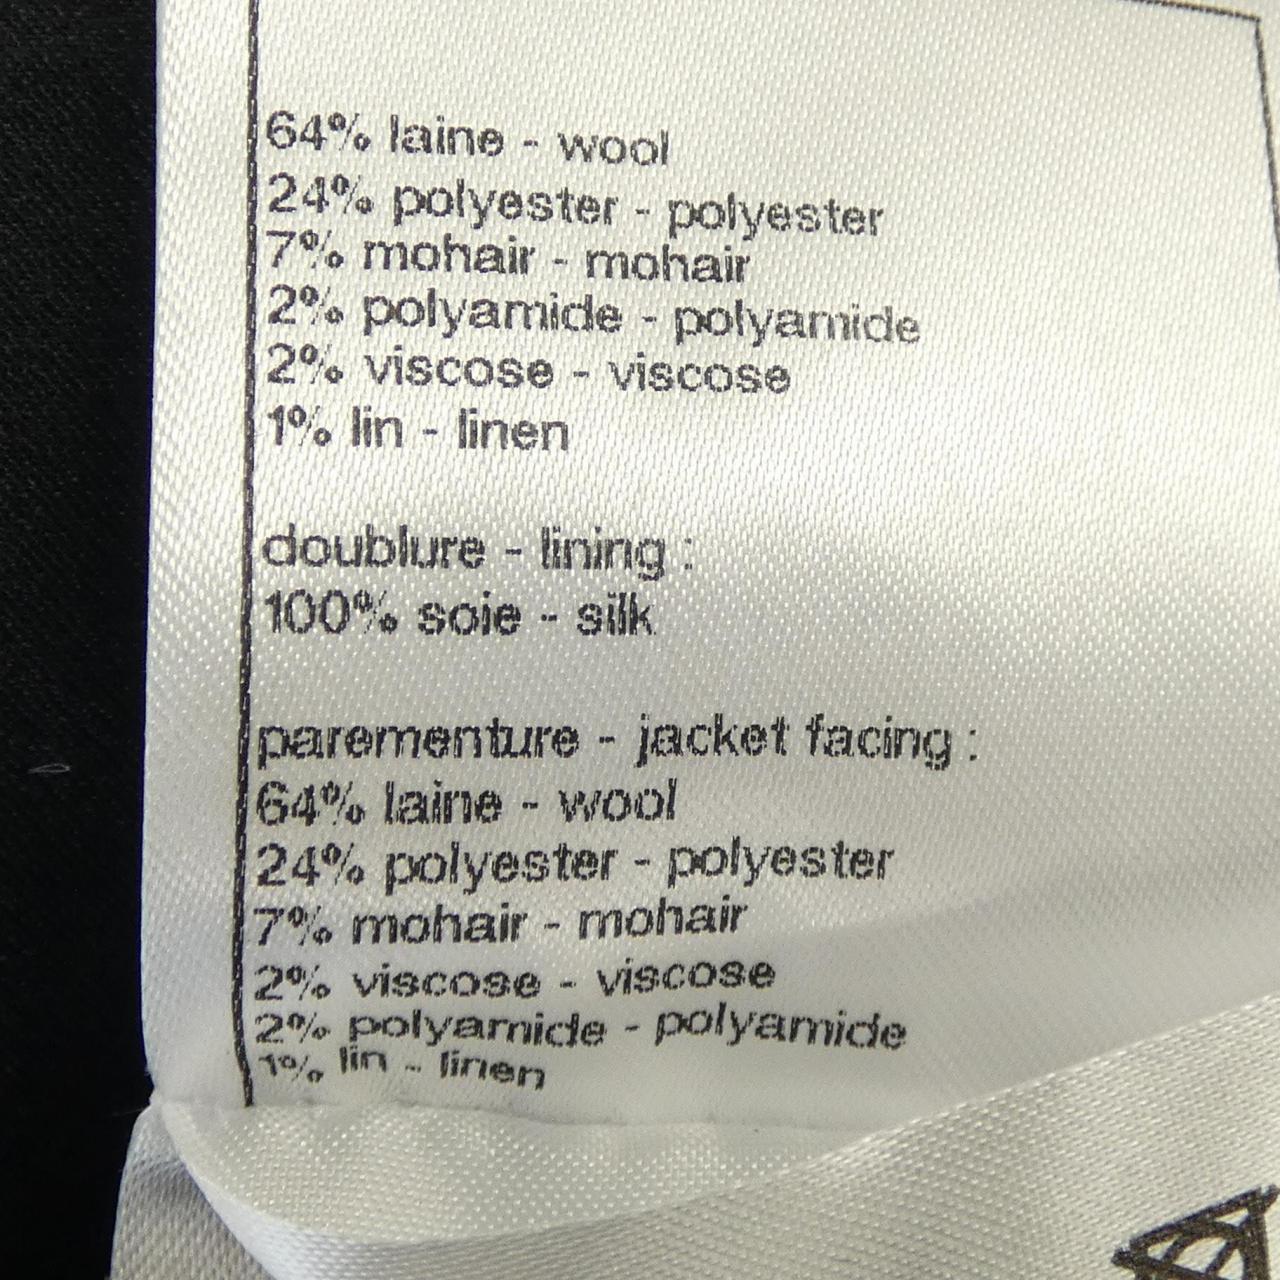 64% laine - wool
24% polyester - polyester
7% mohair - mohair
2% polyamide - polyamide
2% viscose - viscose
1% lin - linen
doublure - lining :
100% soie - silk
parementure - jacket facing :
64% laine - wool
24% polyester - polyester
7% mohair - mohair
2% viscose - viscose
2% polyamide - polyamide
1% lin - linen